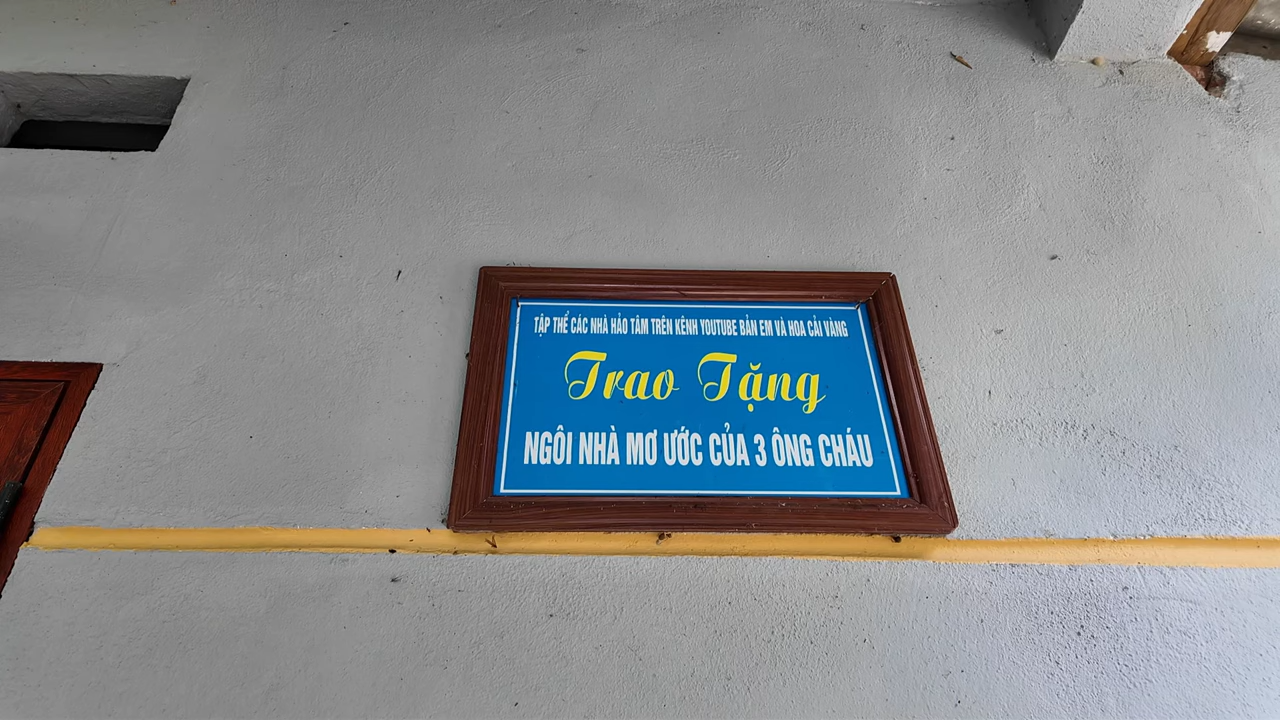 TẬP THỂ CÁC NHÀ HẢO TÂM TRÊN KÊNH YOUTUBE BẢN EM VÀ HOA CẢI VÀNG
Trao Tặng
NGÔI NHÀ MƠ ƯỚC CỦA 3 ÔNG CHÁU